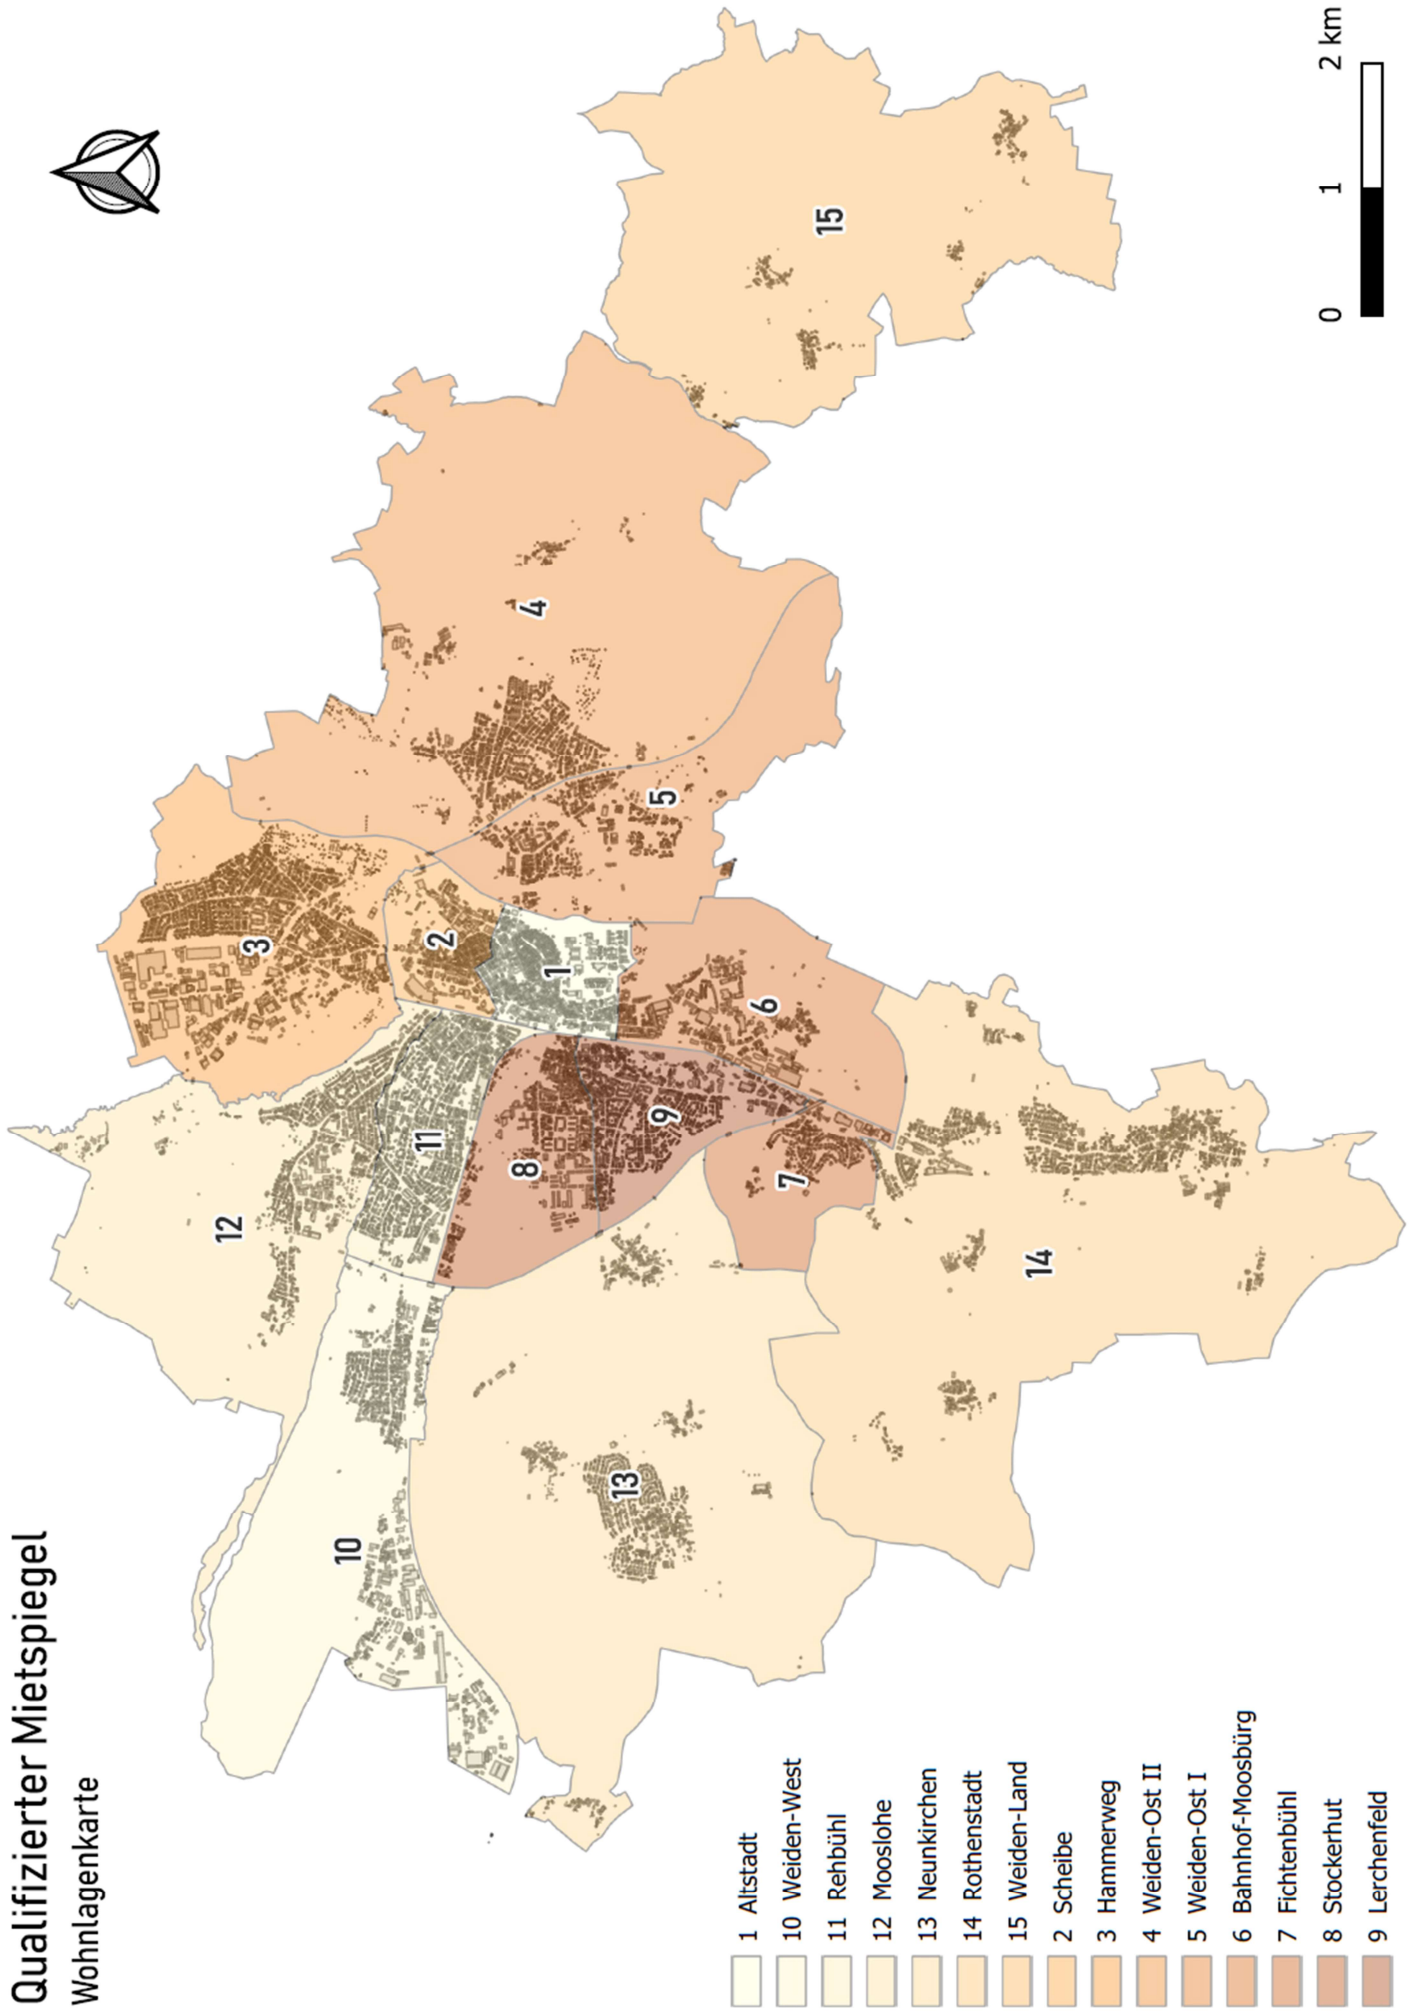 Qualifizierter Mietspiegel
Wohnlagenkarte
12
3
11
2
10
8
1
4
13
9
5
6
7
14
15
1 Altstadt
10 Weiden-West
11 Rehbühl
12 Mooslohe
13 Neunkirchen
14 Rothenstadt
15 Weiden-Land
2 Scheibe
3 Hammerweg
4 Weiden-Ost II
5 Weiden-Ost I
6 Bahnhof-Moosbürg
7 Fichtenbühl
8 Stockerhut
9 Lerchenfeld
0 1 2 km